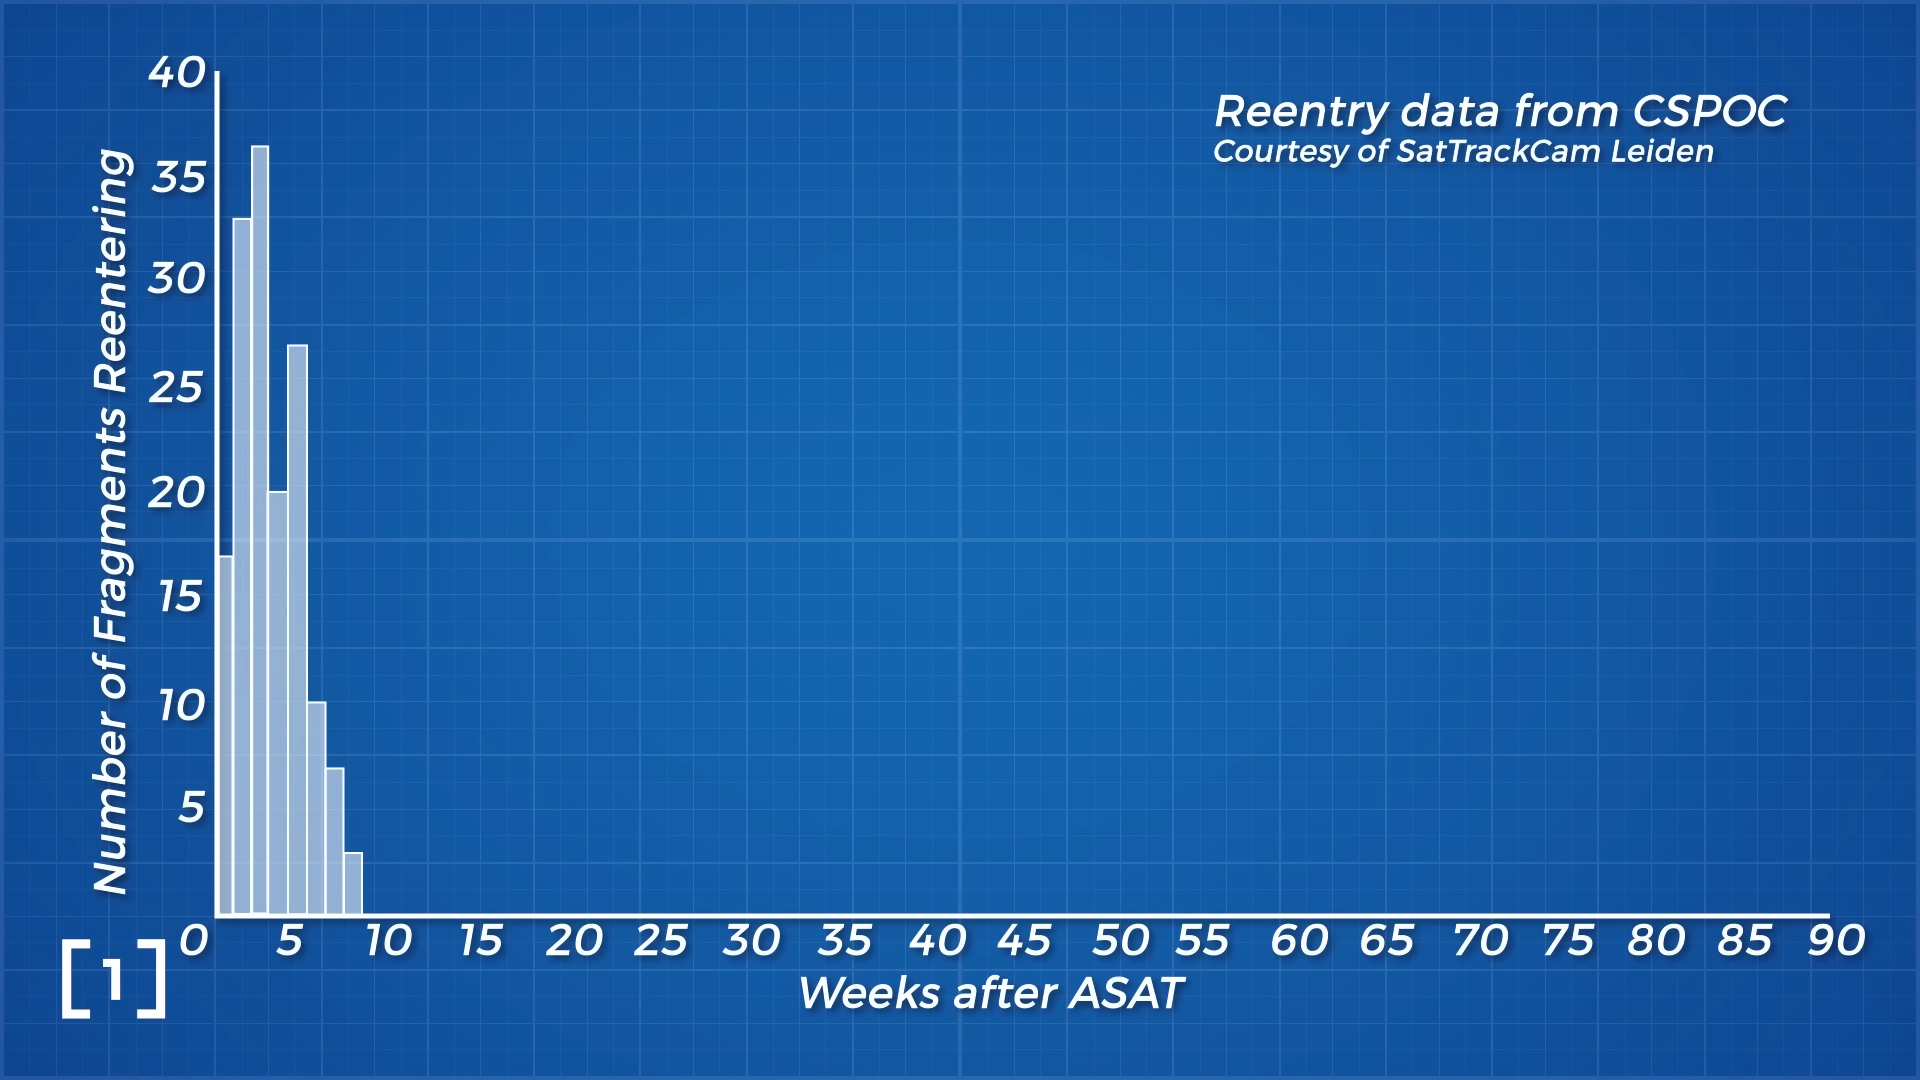 Reentry data from CSPOC
Courtesy of SatTrackCam Leiden
Number of Fragments Reentering
40
35
30
25
20
15
10
5
0 5 10 15 20 25 30 35 40 45 50 55 60 65 70 75 80 85 90
Weeks after ASAT
[1]